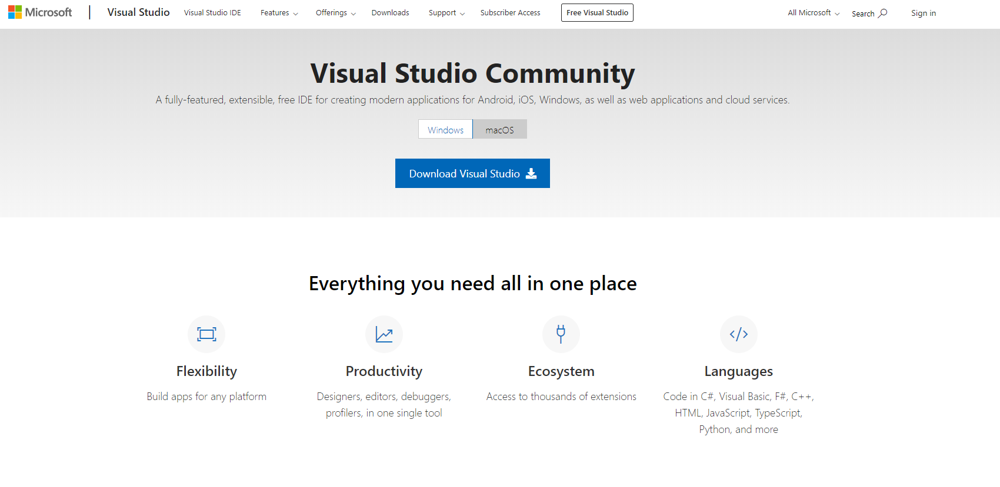 Microsoft
Visual Studio
Visual Studio IDE
Features
Offerings
Downloads
Support
Subscriber Access
Free Visual Studio
All Microsoft
Search
Sign in
Visual Studio Community
A fully-featured, extensible, free IDE for creating modern applications for Android, iOS, Windows, as well as web applications and cloud services.
Windows
macOS
Download Visual Studio
Everything you need all in one place
Flexibility
Build apps for any platform
Productivity
Designers, editors, debuggers,
profilers, in one single tool
Ecosystem
Access to thousands of extensions
Languages
Code in C#, Visual Basic, F#, C++,
HTML, JavaScript, TypeScript,
Python, and more